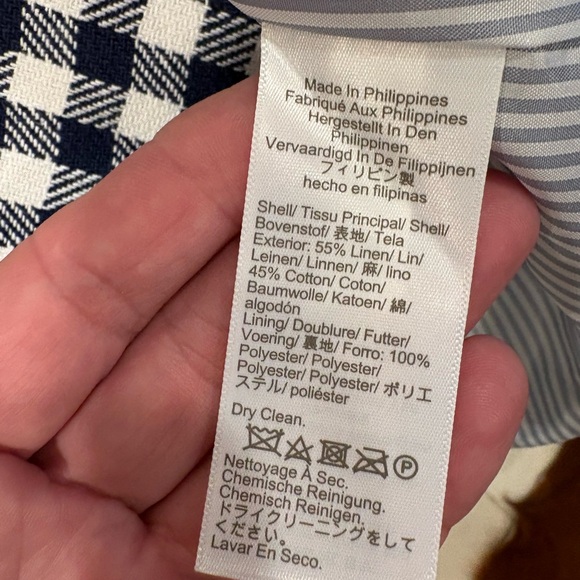 Made In Philippines
Fabriqué Aux Philippines
Hergestellt In Den
Philippinen
Vervaardigd In De Filippijnen
フィリピン製
hecho en filipinas
Shell/ Tissu Principal/ Shell/
Bovenstof/ 表地/ Tela
Exterior: 55% Linen/ Lin/
Leinen/ Linnen/ 麻/ lino
45% Cotton/ Coton/
Baumwolle/ Katoen/ 綿/
algodón
Lining/ Doublure/ Futter/
Voering/ 裏地/ Forro: 100%
Polyester/ Polyester/
Polyester/ Polyester/ ポリエ
ステル/ poliéster
Dry Clean.
P
Nettoyage À Sec.
Chemische Reinigung.
Chemisch Reinigen.
ドライクリーニングをして
ください。
Lavar En Seco.